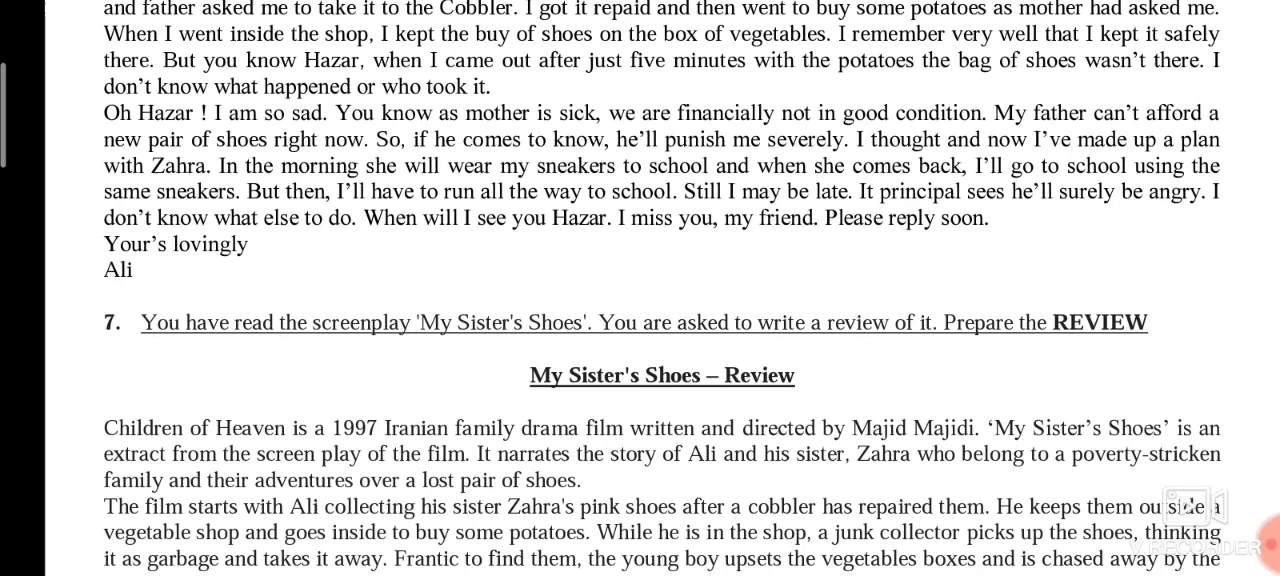 and father asked me to take it to the Cobbler. I got it repaid and then went to buy some potatoes as mother had asked me.
When I went inside the shop, I kept the buy of shoes on the box of vegetables. I remember very well that I kept it safely
there. But you know Hazar, when I came out after just five minutes with the potatoes the bag of shoes wasn’t there. I
don’t know what happened or who took it.
Oh Hazar ! I am so sad. You know as mother is sick, we are financially not in good condition. My father can’t afford a
new pair of shoes right now. So, if he comes to know, he’ll punish me severely. I thought and now I’ve made up a plan
with Zahra. In the morning she will wear my sneakers to school and when she comes back, I’ll go to school using the
same sneakers. But then, I’ll have to run all the way to school. Still I may be late. It principal sees he’ll surely be angry. I
don’t know what else to do. When will I see you Hazar. I miss you, my friend. Please reply soon.
Your’s lovingly
Ali
7. You have read the screenplay 'My Sister's Shoes'. You are asked to write a review of it. Prepare the REVIEW
My Sister's Shoes – Review
Children of Heaven is a 1997 Iranian family drama film written and directed by Majid Majidi. ‘My Sister’s Shoes’ is an
extract from the screen play of the film. It narrates the story of Ali and his sister, Zahra who belong to a poverty-stricken
family and their adventures over a lost pair of shoes.
The film starts with Ali collecting his sister Zahra's pink shoes after a cobbler has repaired them. He keeps them outside a
vegetable shop and goes inside to buy some potatoes. While he is in the shop, a junk collector picks up the shoes, thinking
it as garbage and takes it away. Frantic to find them, the young boy upsets the vegetables boxes and is chased away by the
V RECORDER